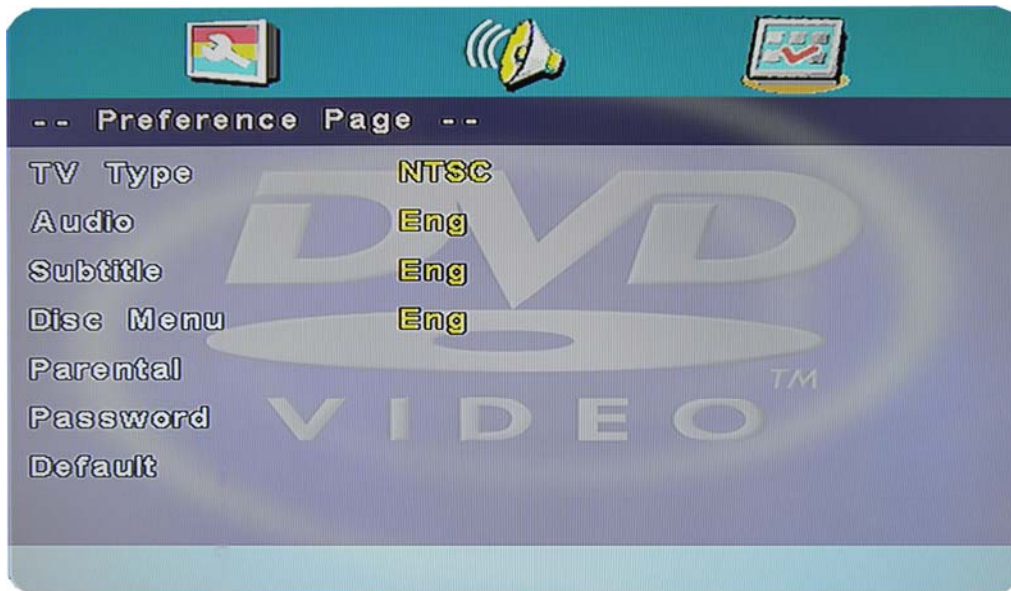 -- Preference Page --
TV Type NTSC
Audio Eng
Subtitle Eng
Disc Menu Eng
Parental
Password
Default
DVD
VIDEO TM